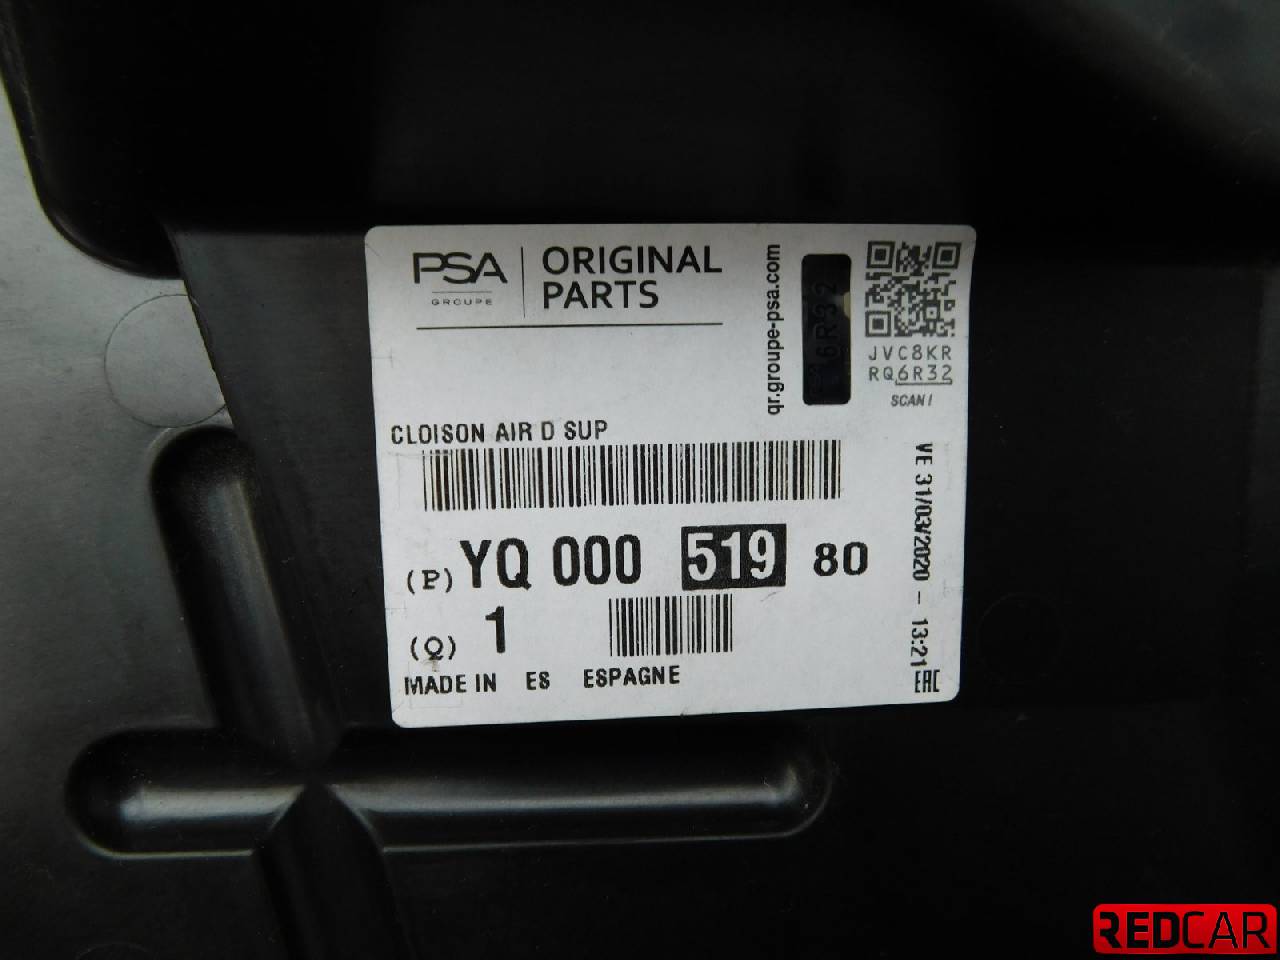 PSA
GROUPE
ORIGINAL
PARTS
qr.groupe-psa.com
6R32
JVC8KR
RQ6R32
SCAN !
CLOISON AIR D SUP
(P) YQ 000 519 80
(Q) 1
MADE IN ES ESPAGNE
VE 31/03/2020 - 13:21
EAC
REDCAR